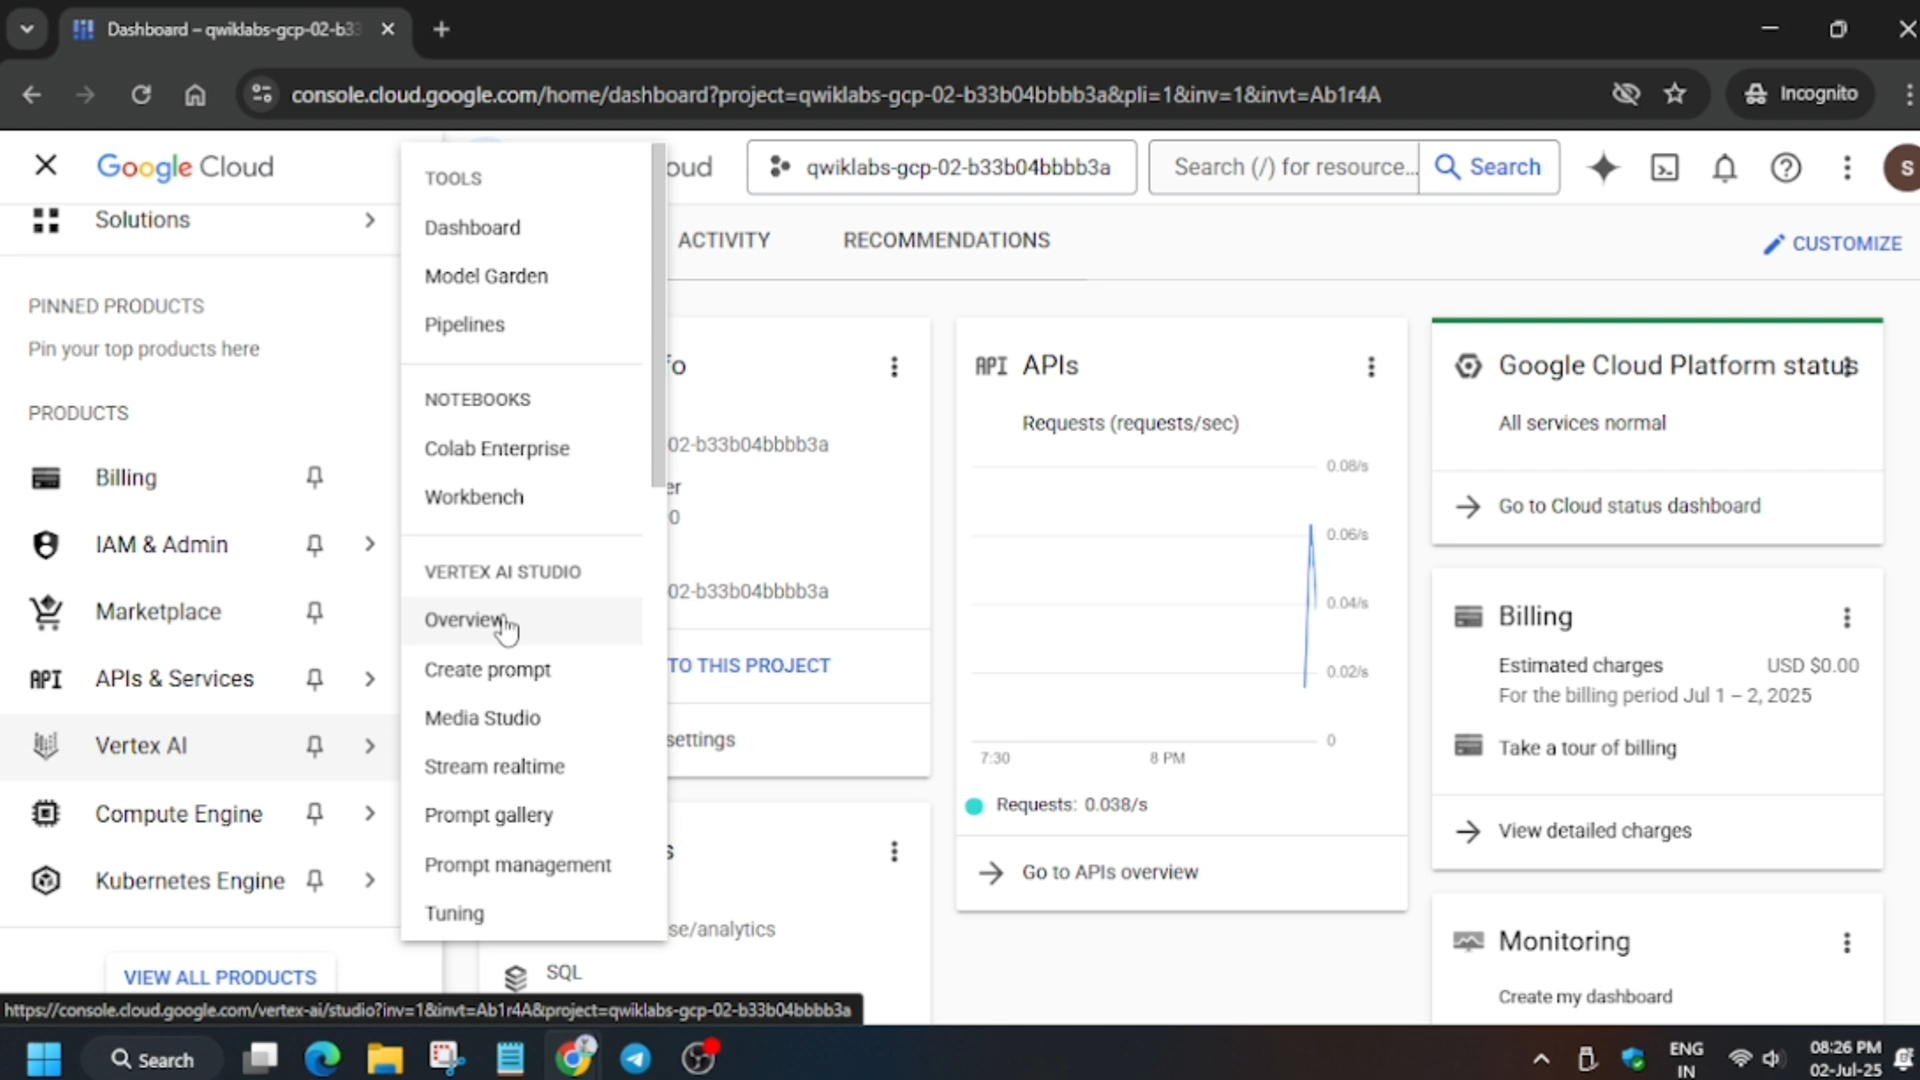 Dashboard – qwiklabs-gcp-02-b33
console.cloud.google.com/home/dashboard?project=qwiklabs-gcp-02-b33b04bbbb3a&pli=1&inv=1&invt=Ab1r4A
Incognito
Google Cloud
oud
qwiklabs-gcp-02-b33b04bbbb3a
Search (/) for resource...
Search
S
Solutions
PINNED PRODUCTS
Pin your top products here
PRODUCTS
Billing
IAM & Admin
Marketplace
API
APIs & Services
Vertex AI
Compute Engine
Kubernetes Engine
VIEW ALL PRODUCTS
TOOLS
Dashboard
Model Garden
Pipelines
NOTEBOOKS
Colab Enterprise
Workbench
VERTEX AI STUDIO
Overview
Create prompt
Media Studio
Stream realtime
Prompt gallery
Prompt management
Tuning
ACTIVITY
RECOMMENDATIONS
CUSTOMIZE
fo
02-b33b04bbbb3a
er
0
02-b33b04bbbb3a
TO THIS PROJECT
settings
s
se/analytics
SQL
API
APIs
Requests (requests/sec)
0.08/s
0.06/s
0.04/s
0.02/s
0
7:30
8 PM
Requests: 0.038/s
Go to APIs overview
Google Cloud Platform status
All services normal
Go to Cloud status dashboard
Billing
Estimated charges
USD $0.00
For the billing period Jul 1 – 2, 2025
Take a tour of billing
View detailed charges
Monitoring
Create my dashboard
https://console.cloud.google.com/vertex-ai/studio?inv=1&invt=Ab1r4A&project=qwiklabs-gcp-02-b33b04bbbb3a
Search
ENG
IN
08:26 PM
02-Jul-25